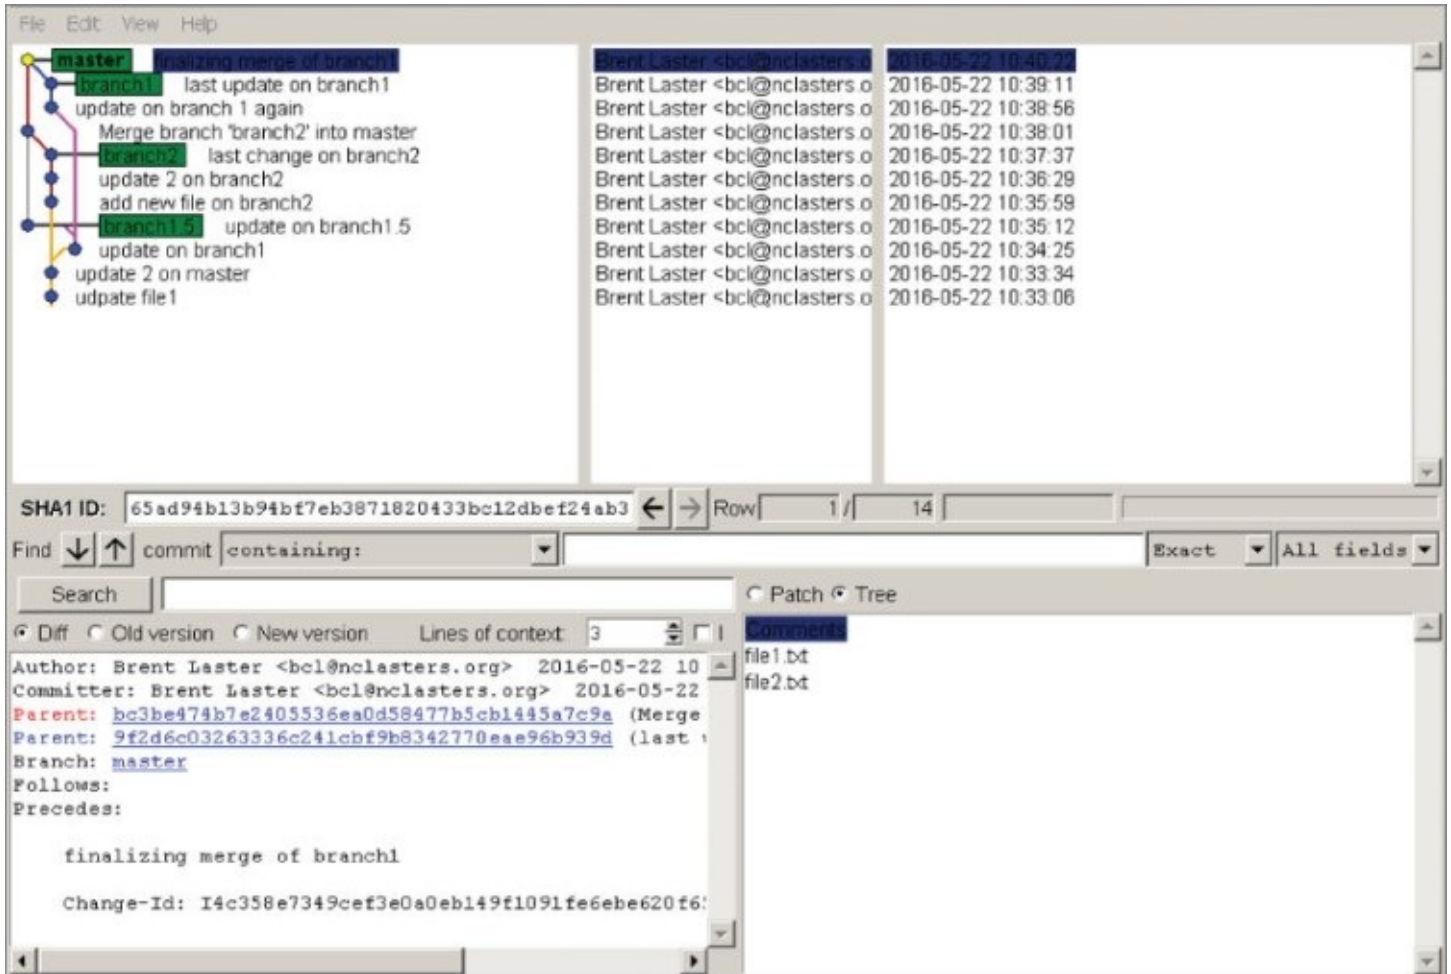 File Edit View Help
master finalizing merge of branch1 Brent Laster <bcl@nclasters.o 2016-05-22 10:40:22
branch1 last update on branch1 Brent Laster <bcl@nclasters.o 2016-05-22 10:39:11
update on branch 1 again Brent Laster <bcl@nclasters.o 2016-05-22 10:38:56
Merge branch 'branch2' into master Brent Laster <bcl@nclasters.o 2016-05-22 10:38:01
branch2 last change on branch2 Brent Laster <bcl@nclasters.o 2016-05-22 10:37:37
update 2 on branch2 Brent Laster <bcl@nclasters.o 2016-05-22 10:36:29
add new file on branch2 Brent Laster <bcl@nclasters.o 2016-05-22 10:35:59
branch1.5 update on branch1.5 Brent Laster <bcl@nclasters.o 2016-05-22 10:35:12
update on branch1 Brent Laster <bcl@nclasters.o 2016-05-22 10:34:25
update 2 on master Brent Laster <bcl@nclasters.o 2016-05-22 10:33:34
udpate file1 Brent Laster <bcl@nclasters.o 2016-05-22 10:33:06
SHA1 ID: 65ad94b13b94bf7eb3871820433bc12dbef24ab3 Row 1 / 14
Find commit containing: Exact All fields
Search Patch Tree
Diff Old version New version Lines of context: 3
Comments
file1.txt
file2.txt
Author: Brent Laster <bcl@nclasters.org> 2016-05-22 10
Committer: Brent Laster <bcl@nclasters.org> 2016-05-22
Parent: bc3be474b7e2405536ea0d58477b5cb1445a7c9a (Merge
Parent: 9f2d6c03263336c241cbf9b8342770eae96b939d (last
Branch: master
Follows:
Precedes:
finalizing merge of branch1
Change-Id: I4c358e7349cef3e0a0eb149f1091fe6ebe620f6